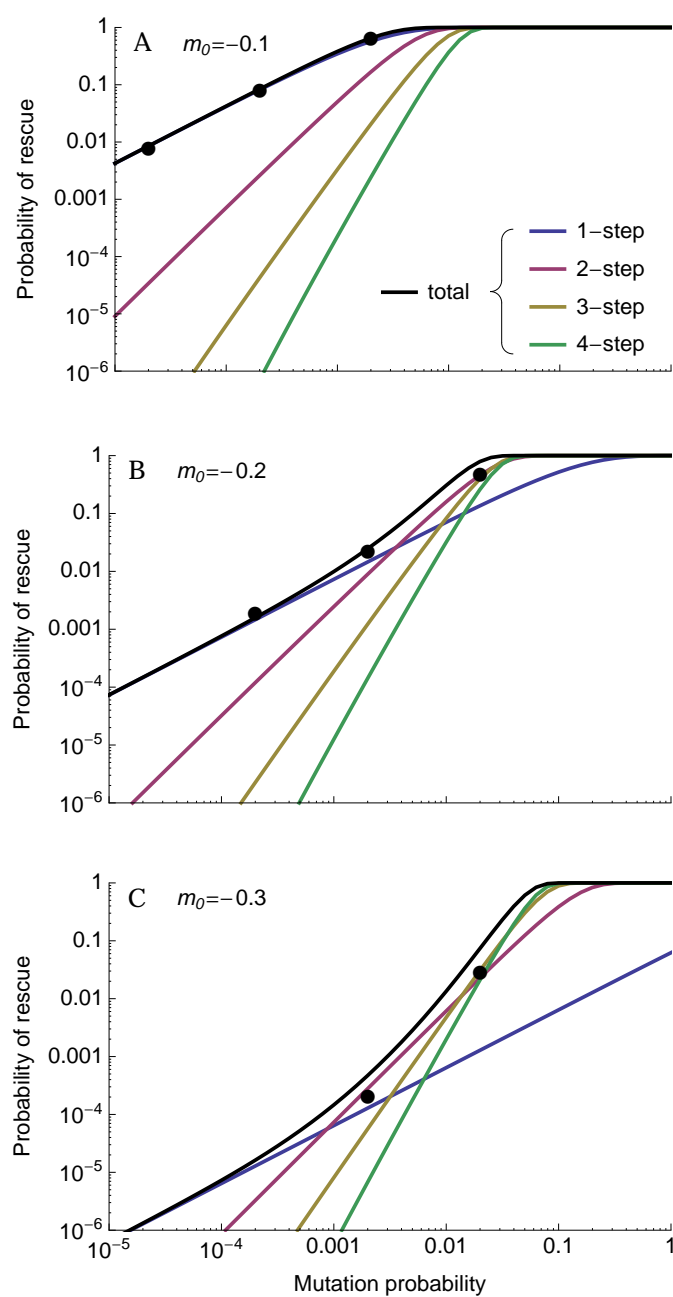 A m₀=−0.1
1
0.1
0.01
0.001
10⁻⁴
10⁻⁵
10⁻⁶
Probability of rescue
total
1−step
2−step
3−step
4−step
B m₀=−0.2
1
0.1
0.01
0.001
10⁻⁴
10⁻⁵
10⁻⁶
Probability of rescue
C m₀=−0.3
1
0.1
0.01
0.001
10⁻⁴
10⁻⁵
10⁻⁶
Probability of rescue
10⁻⁵ 10⁻⁴ 0.001 0.01 0.1 1
Mutation probability